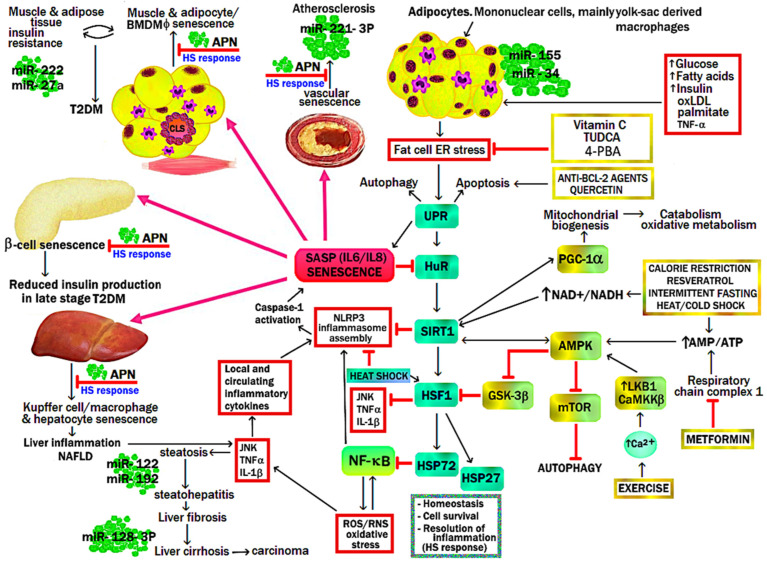 Muscle & adipose
tissue
insulin
resistance
miR-222
miR-27a
T2DM
Muscle & adipocyte/
BMDMϕ senescence
APN
HS response
CLS
Atherosclerosis
miR-221-3P
APN
HS response
vascular
senescence
Adipocytes. Mononuclear cells, mainlyyolk-sac derived
macrophages
miR-155
miR-34
↑Glucose
↑Fatty acids
↑Insulin
oxLDL
palmitate
TNF-α
Fat cell ER stress
Vitamin C
TUDCA
4-PBA
Autophagy
Apoptosis
ANTI-BCL-2 AGENTS
QUERCETIN
UPR
Mitochondrial
biogenesis
Catabolism
oxidative metabolism
β-cell senescence
APN
HS response
SASP (IL6/IL8)
SENESCENCE
HuR
PGC-1α
CALORIE RESTRICTION
RESVERATROL
INTERMITTENT FASTING
HEAT/COLD SHOCK
Reduced insulin production
in late stage T2DM
Caspase-1
activation
NLRP3
inflammasome
assembly
SIRT1
↑NAD+/NADH
AMPK
↑AMP/ATP
APN
HS response
Local and
circulating
inflammatory
cytokines
HEAT SHOCK
JNK
TNFα
IL-1β
HSF1
GSK-3β
mTOR
↑LKB1
CaMKKβ
Respiratory
chain complex 1
Kupffer cell/macrophage
& hepatocyte senescence
Liver inflammation
NAFLD
JNK
TNFα
IL-1β
NF-κB
HSP72
HSP27
AUTOPHAGY
↑Ca²⁺
METFORMIN
EXERCISE
miR-122
miR-192
steatosis
steatohepatitis
Liver fibrosis
miR-128-3P
Liver cirrhosis
carcinoma
ROS/RNS
oxidative
stress
- Homeostasis
- Cell survival
- Resolution of
inflammation
(HS response)